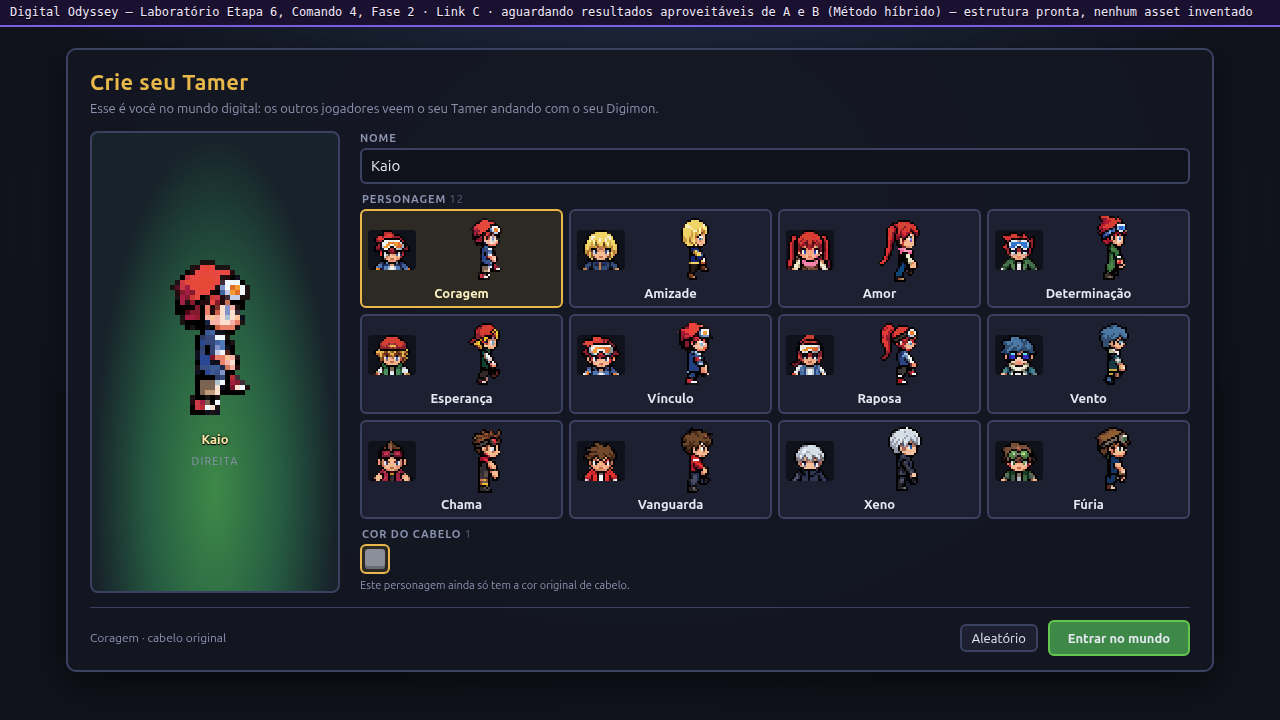 Digital Odyssey — Laboratório Etapa 6, Comando 4, Fase 2 · Link C · aguardando resultados aproveitáveis de A e B (Método híbrido) — estrutura pronta, nenhum asset inventado
Crie seu Tamer
Esse é você no mundo digital: os outros jogadores veem o seu Tamer andando com o seu Digimon.
NOME
Kaio
PERSONAGEM 12
Coragem
Amizade
Amor
Determinação
Esperança
Vínculo
Raposa
Vento
Chama
Vanguarda
Xeno
Fúria
Kaio
DIREITA
COR DO CABELO 1
Este personagem ainda só tem a cor original de cabelo.
Coragem · cabelo original
Aleatório
Entrar no mundo